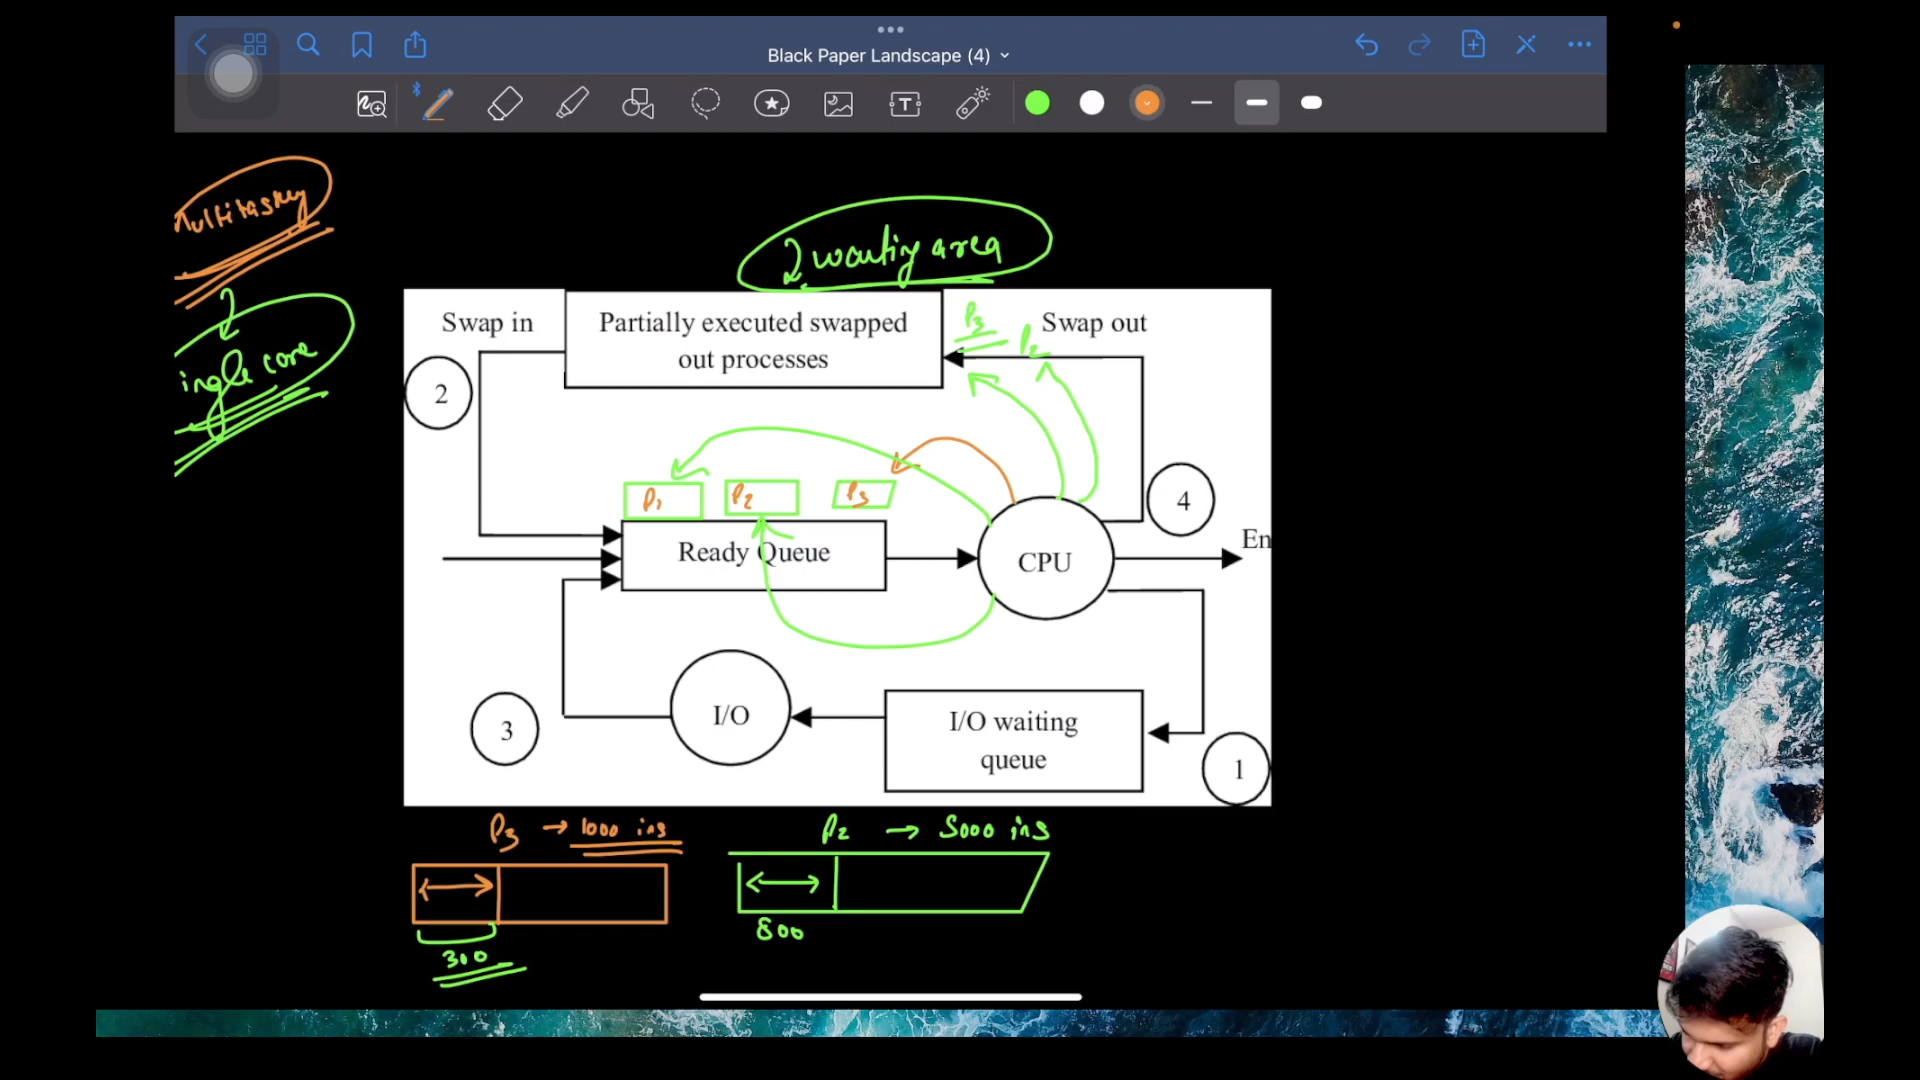 Black Paper Landscape (4)
T
Multitasking
ingle core
2 waiting area
Swap in
Partially executed swapped
out processes
P3
P2
Swap out
2
P1
P2
P3
4
Ready Queue
CPU
En
3
I/O
I/O waiting
queue
1
P3 → 1000 ins
300
P2 → 5000 ins
800